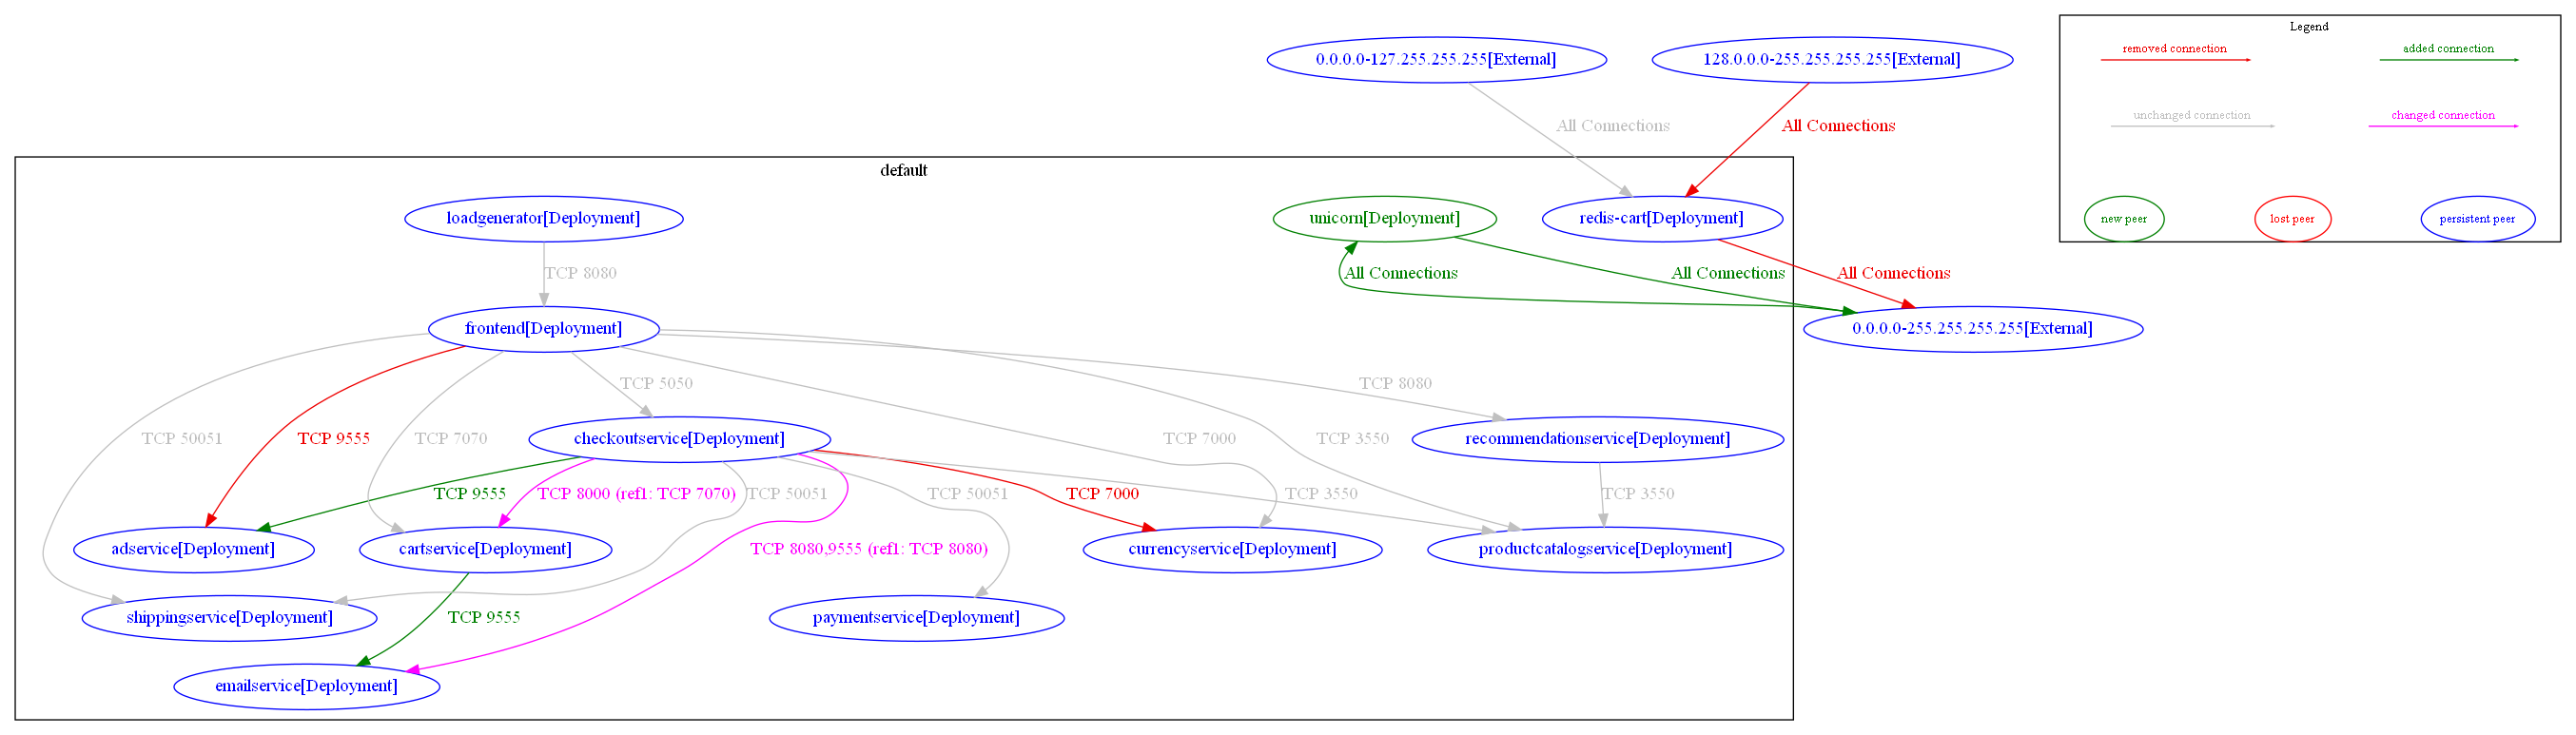 Legend
removed connection
added connection
0.0.0.0-127.255.255.255[External]
128.0.0.0-255.255.255.255[External]
unchanged connection
changed connection
All Connections
All Connections
default
loadgenerator[Deployment]
unicorn[Deployment]
redis-cart[Deployment]
new peer
lost peer
persistent peer
TCP 8080
All Connections
All Connections
All Connections
frontend[Deployment]
0.0.0.0-255.255.255.255[External]
TCP 5050
TCP 8080
TCP 50051
TCP 9555
TCP 7070
checkoutservice[Deployment]
TCP 7000
TCP 3550
recommendationservice[Deployment]
TCP 9555
TCP 8000 (ref1: TCP 7070)
TCP 50051
TCP 50051
TCP 7000
TCP 3550
TCP 3550
adservice[Deployment]
cartservice[Deployment]
TCP 8080,9555 (ref1: TCP 8080)
currencyservice[Deployment]
productcatalogservice[Deployment]
shippingservice[Deployment]
TCP 9555
paymentservice[Deployment]
emailservice[Deployment]